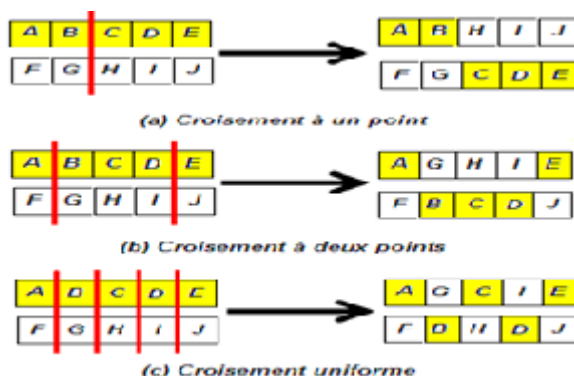 A B C D E A B H I J
F G H I J F G C D E
(a) Croisement à un point
A B C D E A G H I E
F G H I J F B C D J
(b) Croisement à deux points
A B C D E A G C I E
F G H I J F B H D J
(c) Croisement uniforme